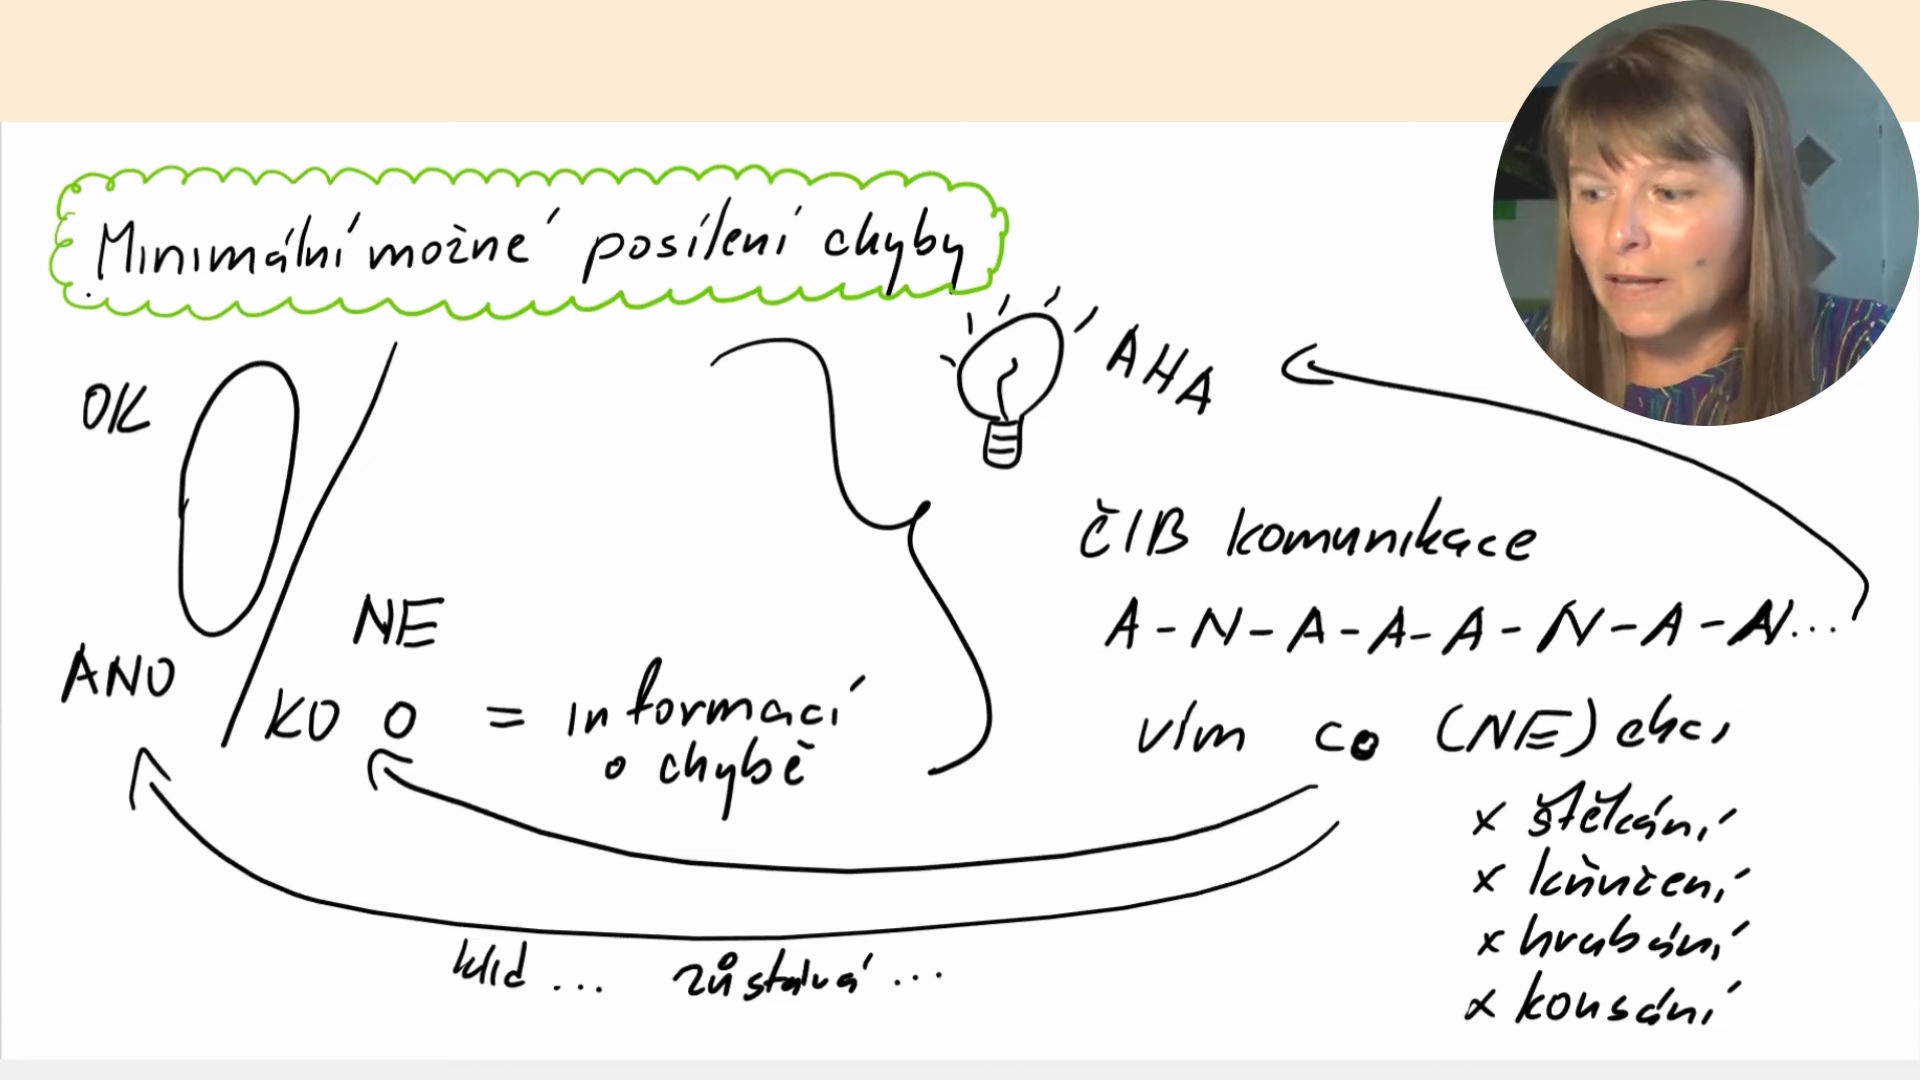 Minimální možné posílení chyby
OK
AHA
ČIB komunikace
NE
A-N-A-A-A-N-A-N...
ANO
KO O = informací
o chybě
vím co (NE) chci
x štěkání
x kňučení
x hrabání
x kousání
klid ... zůstává ...